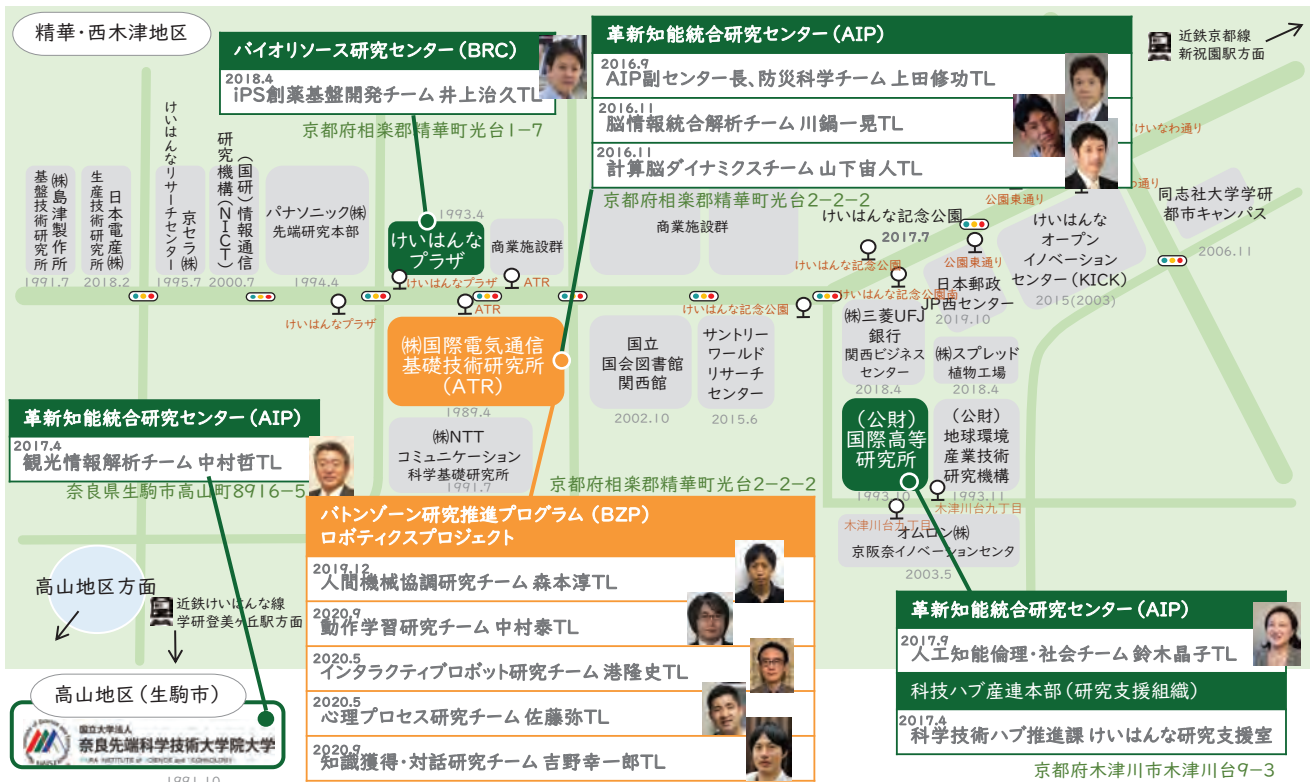 精華・西木津地区
バイオリソース研究センター(BRC)
2018.4
iPS創薬基盤開発チーム 井上治久TL
京都府相楽郡精華町光台1-7
革新知能統合研究センター(AIP)
2016.9
AIP副センター長、防災科学チーム 上田修功TL
2016.11
脳情報統合解析チーム 川鍋一晃TL
2016.11
計算脳ダイナミクスチーム 山下宙人TL
京都府相楽郡精華町光台2-2-2
近鉄京都線
新祝園駅方面
けいなわ通り
㈱島津製作所
基盤技術研究所
1991.7
日本電産㈱
生産技術研究所
2018.2
京セラ㈱
けいはんなリサーチセンター
1995.7
(国研)情報通信
研究機構(NICT)
2000.7
パナソニック㈱
先端研究本部
1994.4
1993.4
けいはんな
プラザ
商業施設群
商業施設群
けいはんな記念公園
2017.7
公園東通り
通り
けいはんな
オープン
イノベーション
センター(KICK)
2015(2003)
同志社大学学研
都市キャンパス
2006.11
けいはんなプラザ
けいはんなプラザ
ATR
ATR
けいはんな記念公園
けいはんな記念公園
けいはんな記念公園南
公園東通り
日本郵政
JP西センター
2019.10
㈱国際電気通信
基礎技術研究所
(ATR)
1989.4
国立
国会図書館
関西館
2002.10
サントリー
ワールド
リサーチ
センター
2015.6
㈱三菱UFJ
銀行
関西ビジネス
センター
2018.4
㈱スプレッド
植物工場
2018.4
㈱NTT
コミュニケーション
科学基礎研究所
1991.7
(公財)
国際高等
研究所
1993.10
(公財)
地球環境
産業技術
研究機構
1993.11
木津川台九丁目
木津川台九丁目
オムロン㈱
京阪奈イノベーションセンタ
2003.5
革新知能統合研究センター(AIP)
2017.4
観光情報解析チーム 中村哲TL
奈良県生駒市高山町8916-5
京都府相楽郡精華町光台2-2-2
バトンゾーン研究推進プログラム(BZP)
ロボティクスプロジェクト
2019.12
人間機械協調研究チーム 森本淳TL
2020.9
動作学習研究チーム 中村泰TL
2020.5
インタラクティブロボット研究チーム 港隆史TL
2020.5
心理プロセス研究チーム 佐藤弥TL
2020.9
知識獲得・対話研究チーム 吉野幸一郎TL
高山地区方面
近鉄けいはんな線
学研登美ヶ丘駅方面
高山地区(生駒市)
国立大学法人
奈良先端科学技術大学院大学
1991.10
革新知能統合研究センター(AIP)
2017.9
人工知能倫理・社会チーム 鈴木晶子TL
科技ハブ産連本部(研究支援組織)
2017.4
科学技術ハブ推進課 けいはんな研究支援室
京都府木津川市木津川台9-3